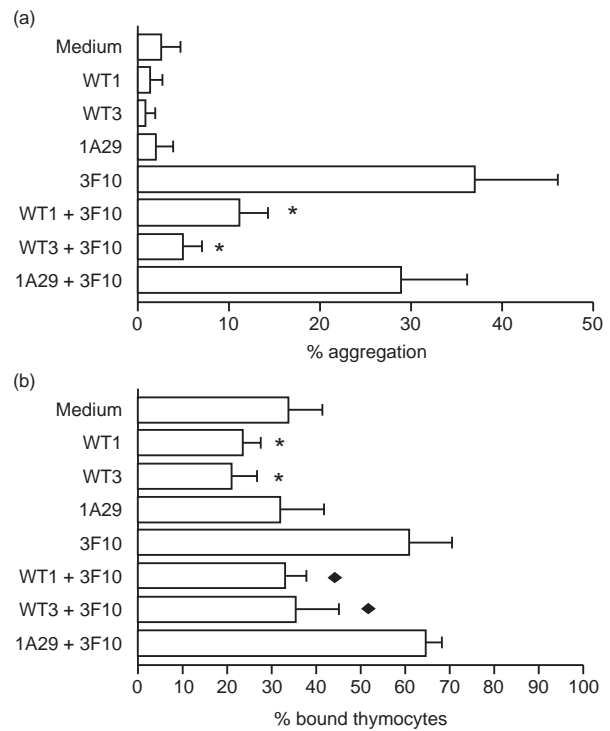 (a)
Medium
WT1
WT3
1A29
3F10
WT1 + 3F10 *
WT3 + 3F10 *
1A29 + 3F10
0 10 20 30 40 50
% aggregation
(b)
Medium
WT1 *
WT3 *
1A29
3F10
WT1 + 3F10 ◆
WT3 + 3F10 ◆
1A29 + 3F10
0 10 20 30 40 50 60 70 80 90 100
% bound thymocytes